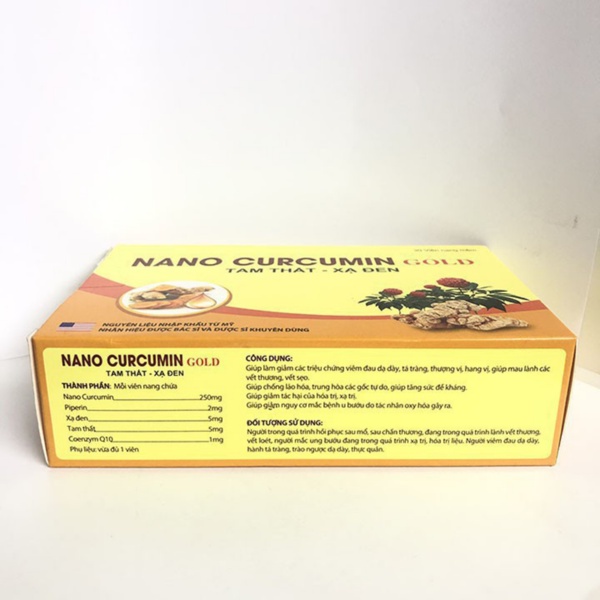 30 viên nang mềm
NANO CURCUMIN GOLD
TAM THẤT - XẠ ĐEN
NGUYÊN LIỆU NHẬP KHẨU TỪ MỸ
NHÃN HIỆU ĐƯỢC BÁC SĨ VÀ DƯỢC SĨ KHUYÊN DÙNG
NANO CURCUMIN GOLD
TAM THẤT - XẠ ĐEN
THÀNH PHẦN: Mỗi viên nang chứa
Nano Curcumin 250mg
Piperin 2mg
Xạ đen 5mg
Tam thất 5mg
Coenzym Q10 1mg
Phụ liệu: vừa đủ 1 viên
CÔNG DỤNG:
Giúp làm giảm các triệu chứng viêm đau dạ dày, tá tràng, thượng vị, hang vị, giúp mau lành các
vết thương, vết sẹo.
Giúp chống lão hóa, trung hòa các gốc tự do, giúp tăng sức đề kháng.
Giúp giảm tác hại của hóa trị, xạ trị.
Giúp giảm nguy cơ mắc bệnh u bướu do tác nhân oxy hóa gây ra.
ĐỐI TƯỢNG SỬ DỤNG:
Người trong quá trình hồi phục sau mổ, sau chấn thương, đang trong quá trình lành vết thương,
vết loét, người mắc ung bướu đang trong quá trình xạ trị, hóa trị liệu. Người viêm đau dạ dày,
hành tá tràng, trào ngược dạ dày, thực quản.